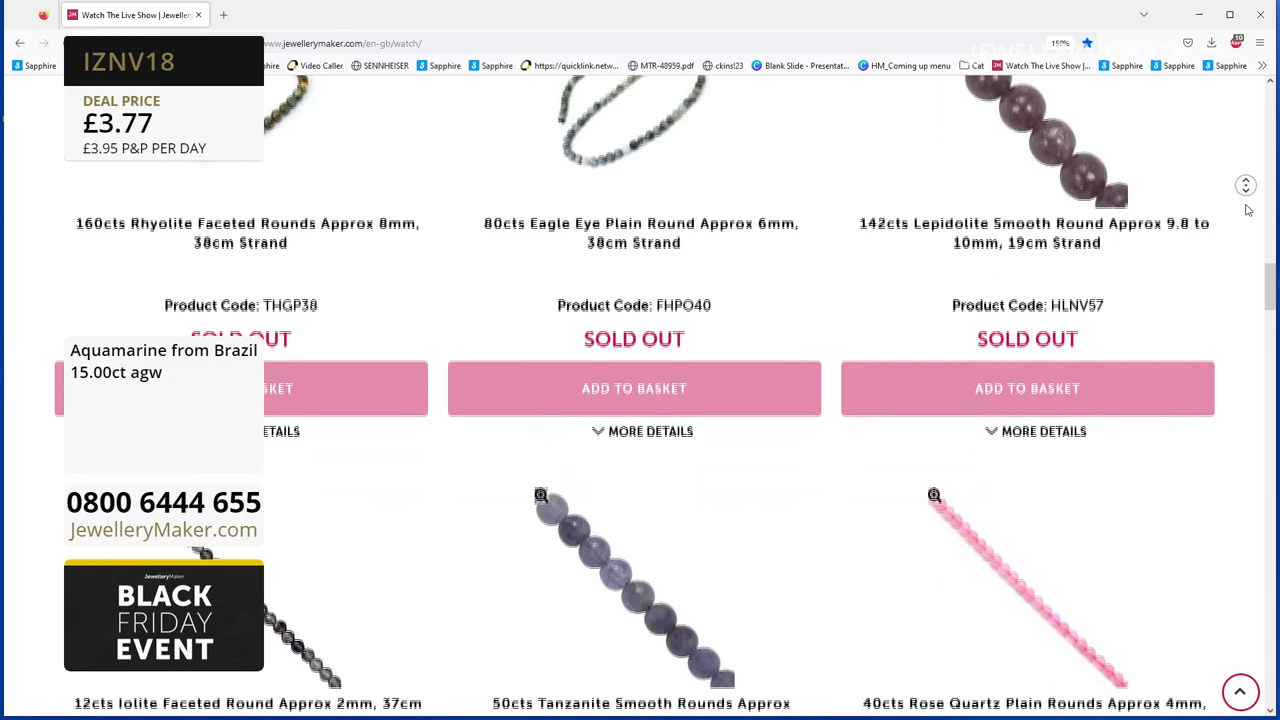 Watch The Live Show | Jewellery
IZNV18
DEAL PRICE
£3.77
£3.95 P&P PER DAY
www.jewellerymaker.com/en-gb/watch/
150%
10
Sapphire
Sapphire
Video Caller
SENNHEISER
Sapphire
Sapphire
https://quicklink.netw...
MTR-48959.pdf
ckins!23
Blank Slide - Presentat...
HM_Coming up menu
Cat
Watch The Live Show |...
Sapphire
Sapphire
Sapphire
160cts Rhyolite Faceted Rounds Approx 8mm,
38cm Strand
80cts Eagle Eye Plain Round Approx 6mm,
38cm Strand
142cts Lepidolite Smooth Round Approx 9.8 to
10mm, 19cm Strand
Product Code: THGP38
Product Code: FHPO40
Product Code: HLNV57
SOLD OUT
SOLD OUT
SOLD OUT
Aquamarine from Brazil
15.00ct agw
ADD TO BASKET
ADD TO BASKET
MORE DETAILS
MORE DETAILS
0800 6444 655
JewelleryMaker.com
JewelleryMaker
BLACK
FRIDAY
EVENT
12cts Iolite Faceted Round Approx 2mm, 37cm
50cts Tanzanite Smooth Rounds Approx
40cts Rose Quartz Plain Rounds Approx 4mm,